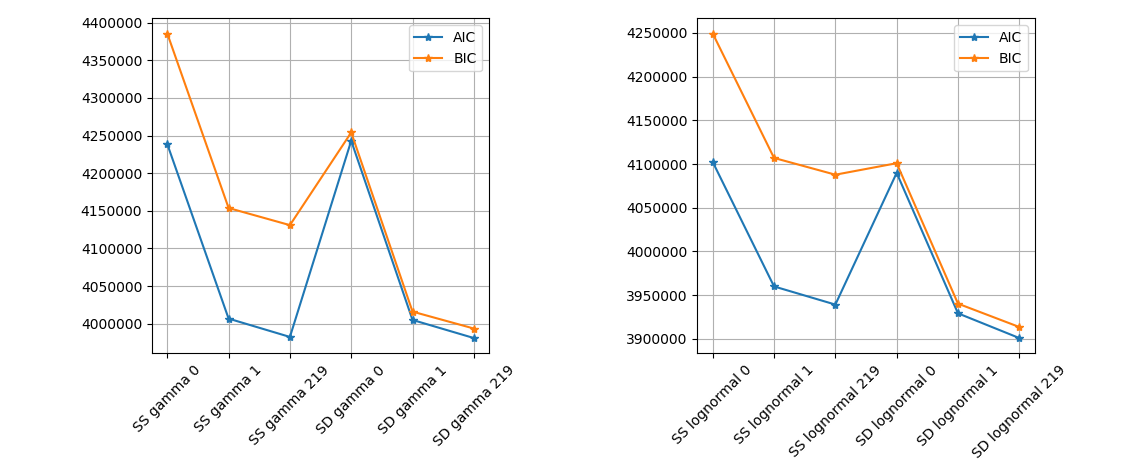 4400000
4350000
4300000
4250000
4200000
4150000
4100000
4050000
4000000
AIC
BIC
SS gamma 0
SS gamma 1
SS gamma 219
SD gamma 0
SD gamma 1
SD gamma 219
4250000
4200000
4150000
4100000
4050000
4000000
3950000
3900000
AIC
BIC
SS lognormal 0
SS lognormal 1
SS lognormal 219
SD lognormal 0
SD lognormal 1
SD lognormal 219